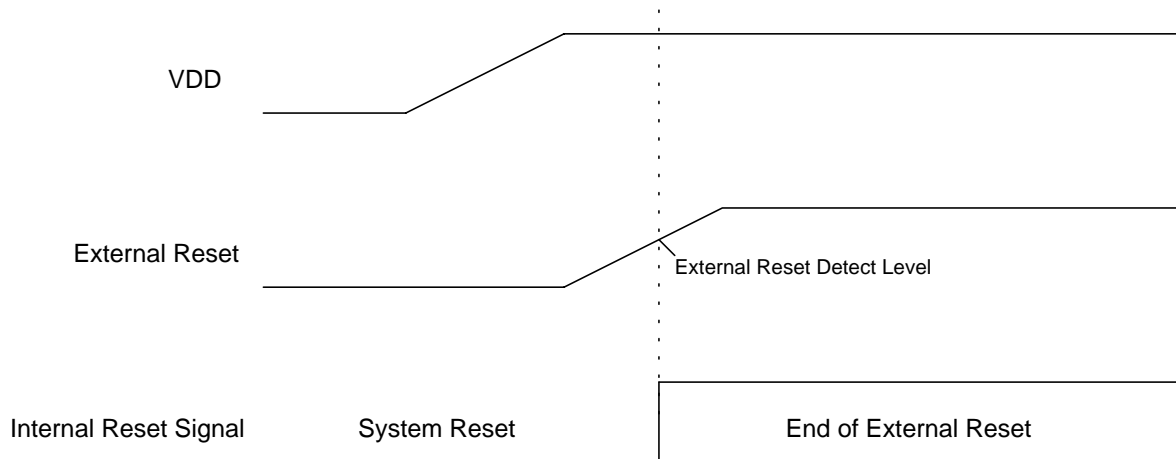 VDD
External Reset
External Reset Detect Level
Internal Reset Signal
System Reset
End of External Reset